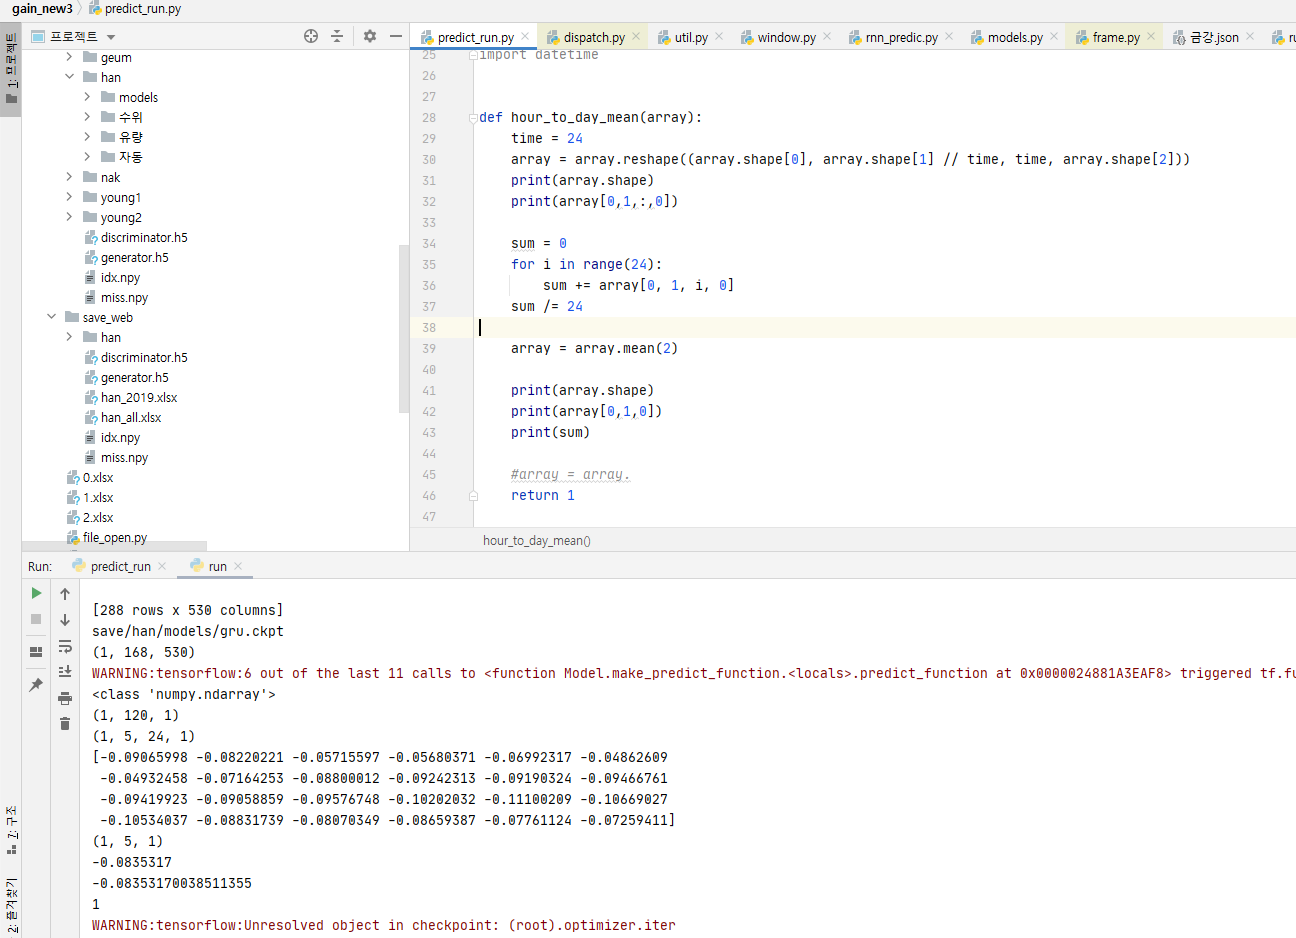 gain_new3 > predict_run.py
1: 프로젝트
프로젝트
geum
han
models
수위
유량
자동
nak
young1
young2
discriminator.h5
generator.h5
idx.npy
miss.npy
save_web
han
discriminator.h5
generator.h5
han_2019.xlsx
han_all.xlsx
idx.npy
miss.npy
0.xlsx
1.xlsx
2.xlsx
file_open.py
predict_run.py dispatch.py util.py window.py rnn_predic.py models.py frame.py 금강.json
25 import datetime
26
27
28 def hour_to_day_mean(array):
29 time = 24
30 array = array.reshape((array.shape[0], array.shape[1] // time, time, array.shape[2]))
31 print(array.shape)
32 print(array[0,1,:,0])
33
34 sum = 0
35 for i in range(24):
36 sum += array[0, 1, i, 0]
37 sum /= 24
38
39 array = array.mean(2)
40
41 print(array.shape)
42 print(array[0,1,0])
43 print(sum)
44
45 #array = array.
46 return 1
47
hour_to_day_mean()
Run: predict_run run
[288 rows x 530 columns]
save/han/models/gru.ckpt
(1, 168, 530)
WARNING:tensorflow:6 out of the last 11 calls to <function Model.make_predict_function.<locals>.predict_function at 0x0000024881A3EAF8> triggered tf.fu
<class 'numpy.ndarray'>
(1, 120, 1)
(1, 5, 24, 1)
[-0.09065998 -0.08220221 -0.05715597 -0.05680371 -0.06992317 -0.04862609
-0.04932458 -0.07164253 -0.08800012 -0.09242313 -0.09190324 -0.09466761
-0.09419923 -0.09058859 -0.09576748 -0.10202032 -0.11100209 -0.10669027
-0.10534037 -0.08831739 -0.08070349 -0.08659387 -0.07761124 -0.07259411]
(1, 5, 1)
-0.0835317
-0.08353170038511355
1
WARNING:tensorflow:Unresolved object in checkpoint: (root).optimizer.iter
7: 구조
2: 즐겨찾기